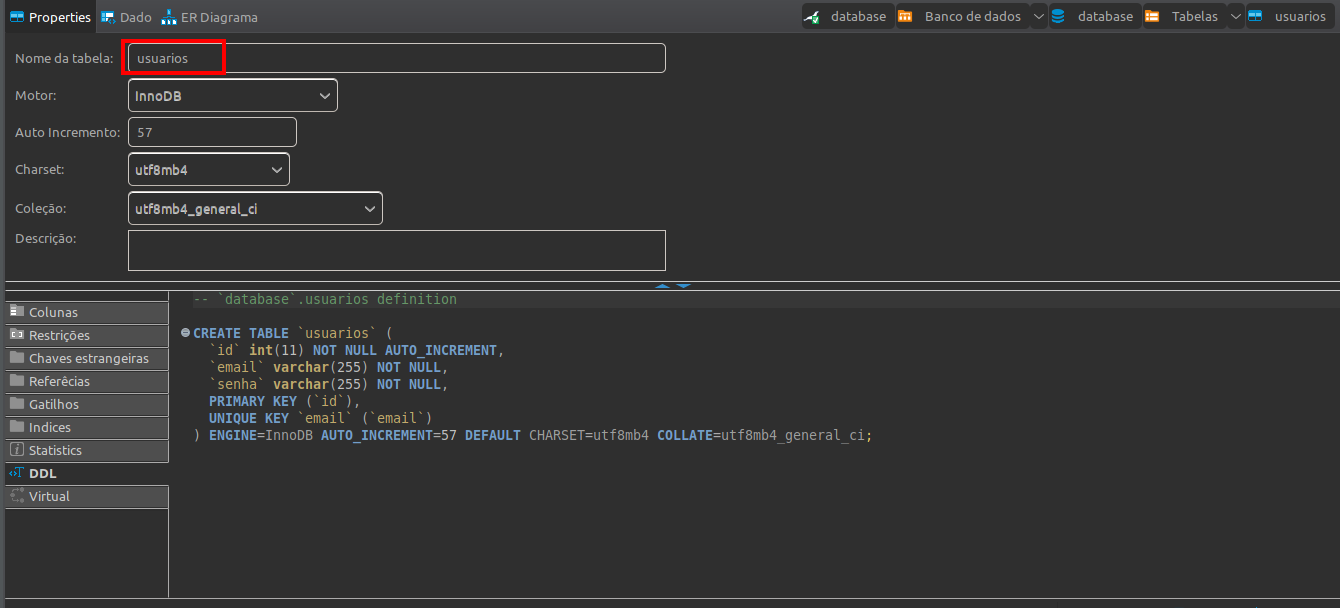 Properties Dado ER Diagrama database Banco de dados database Tabelas usuarios
Nome da tabela: usuarios
Motor: InnoDB
Auto Incremento: 57
Charset: utf8mb4
Coleção: utf8mb4_general_ci
Descrição:
Colunas
Restrições
Chaves estrangeiras
Referêcias
Gatilhos
Indices
Statistics
DDL
Virtual
-- `database`.usuarios definition
CREATE TABLE `usuarios` (
`id` int(11) NOT NULL AUTO_INCREMENT,
`email` varchar(255) NOT NULL,
`senha` varchar(255) NOT NULL,
PRIMARY KEY (`id`),
UNIQUE KEY `email` (`email`)
) ENGINE=InnoDB AUTO_INCREMENT=57 DEFAULT CHARSET=utf8mb4 COLLATE=utf8mb4_general_ci;